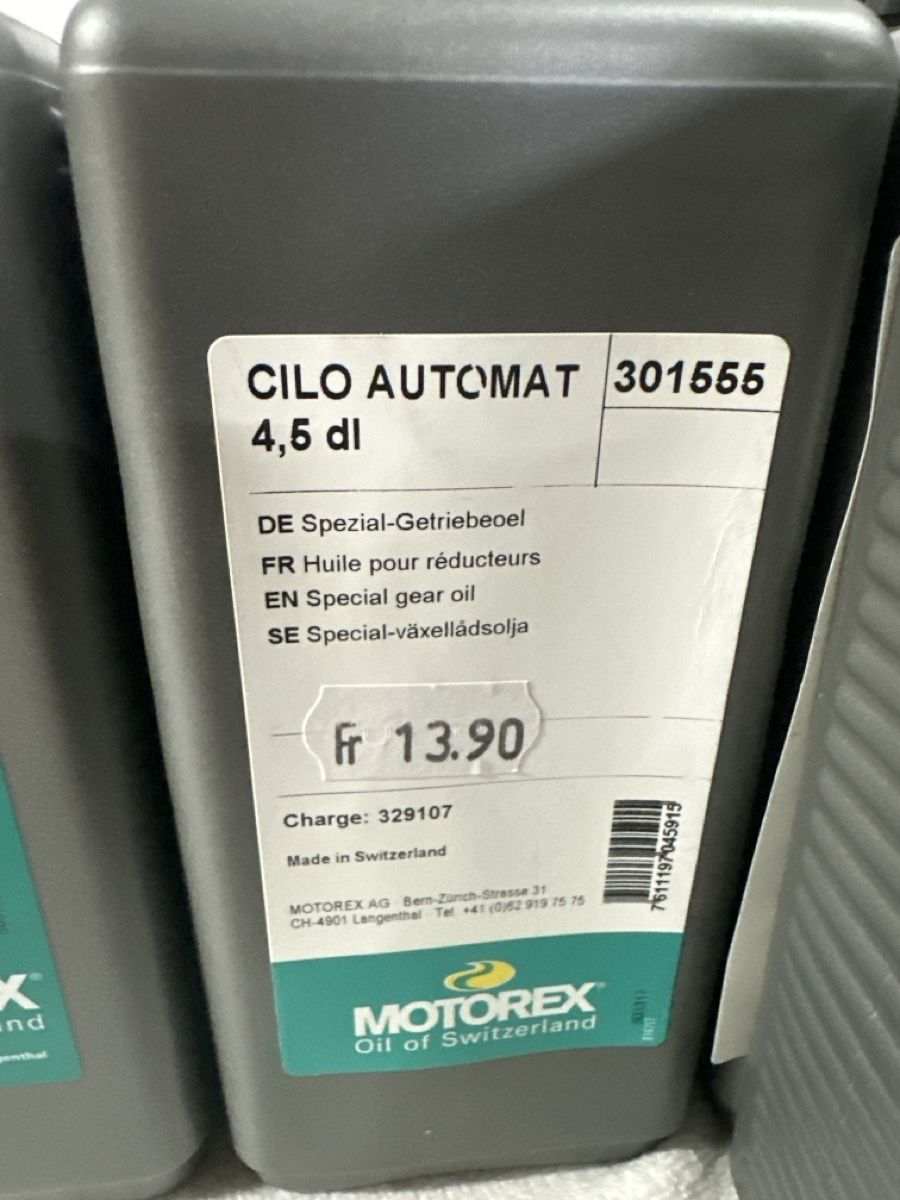 CILO AUTOMAT
4,5 dl
301555
DE Spezial-Getriebeoel
FR Huile pour réducteurs
EN Special gear oil
SE Special-växellådsolja
Fr 13.90
Charge: 329107
Made in Switzerland
MOTOREX AG Bern-Zürich-Strasse 31
CH-4901 Langenthal Tel. +41 (0)62 919 75 75
7611197045915
MOTOREX
Oil of Switzerland
X
and
genthal